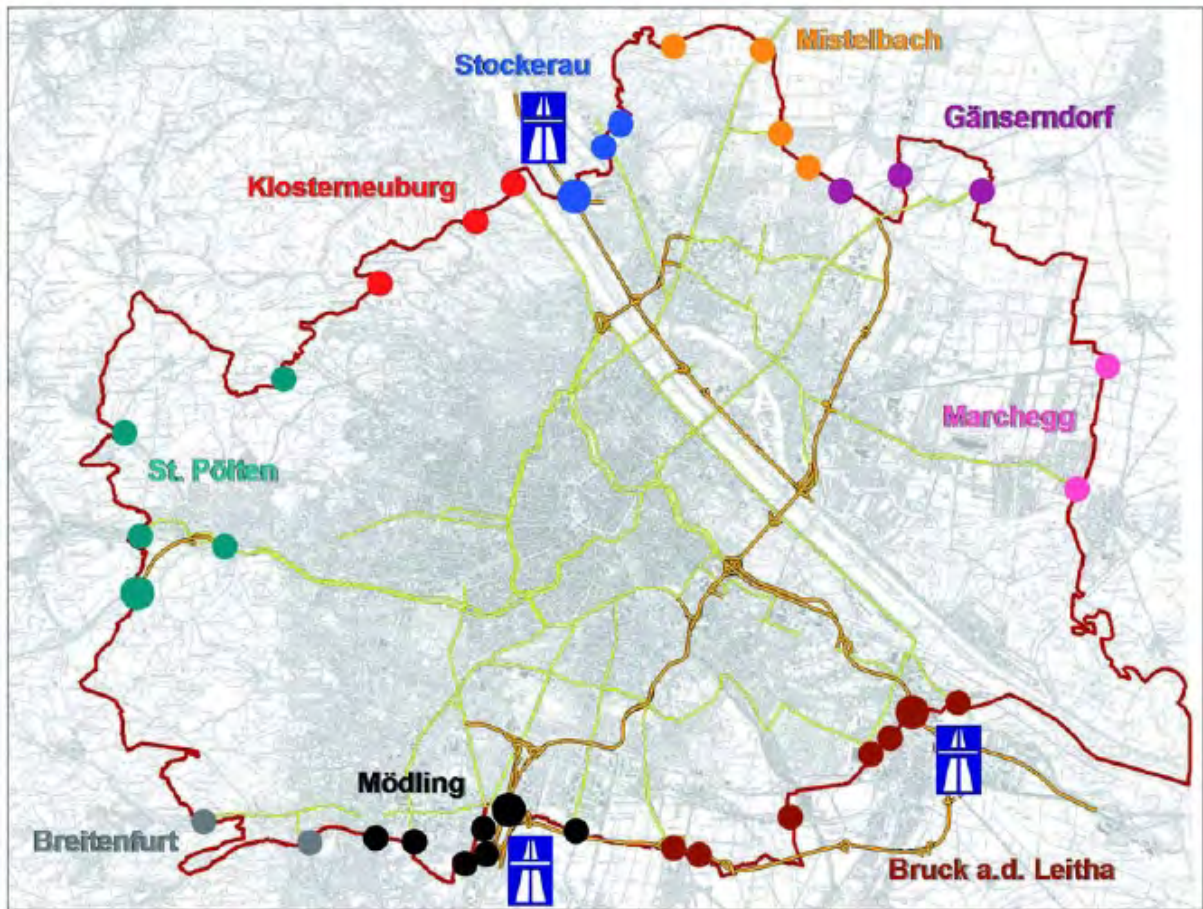 Mistelbach
Stockerau
Gänserndorf
Klosterneuburg
Marchegg
St. Pölten
Mödling
Breitenfurt
Bruck a.d. Leitha